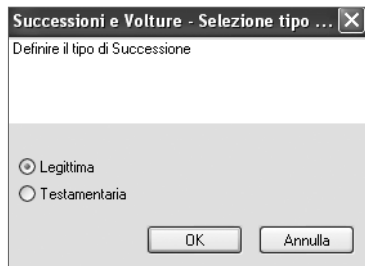 Successioni e Volture - Selezione tipo ...
Definire il tipo di Successione
Legittima
Testamentaria
OK Annulla